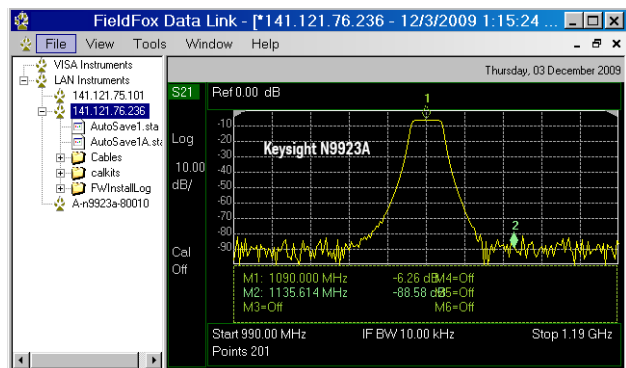 FieldFox Data Link - [*141.121.76.236 - 12/3/2009 1:15:24 ...
File View Tools Window Help
VISA Instruments
LAN Instruments
141.121.75.101
141.121.76.236
AutoSave1.sta
AutoSave1A.sta
Cables
calkits
FWInstallLog
A-n9923a-80010
Thursday, 03 December 2009
S21 Ref 0.00 dB
1
-10
Log -20
Keysight N9923A
-30
10.00 -40
dB/ -50
-60
-70
2
-80
Cal -90
Off
M1: 1090.000 MHz -6.26 dB M4=Off
M2: 1135.614 MHz -88.58 dB M5=Off
M3=Off M6=Off
Start 990.00 MHz IF BW 10.00 kHz Stop 1.19 GHz
Points 201